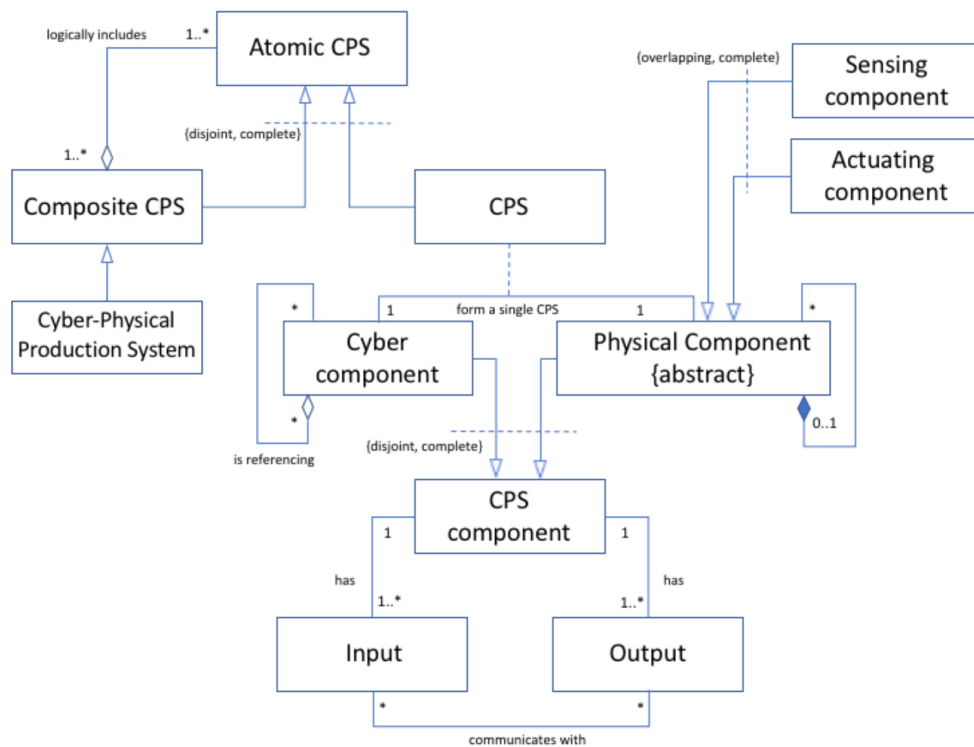 logically includes
1..*
Atomic CPS
{overlapping, complete}
Sensing
component
{disjoint, complete}
1..*
Actuating
component
Composite CPS
CPS
Cyber-Physical
Production System
*
1
form a single CPS
1
*
Cyber
component
Physical Component
{abstract}
*
0..1
is referencing
{disjoint, complete}
CPS
component
1
1
has
has
1..*
1..*
Input
Output
*
*
communicates with